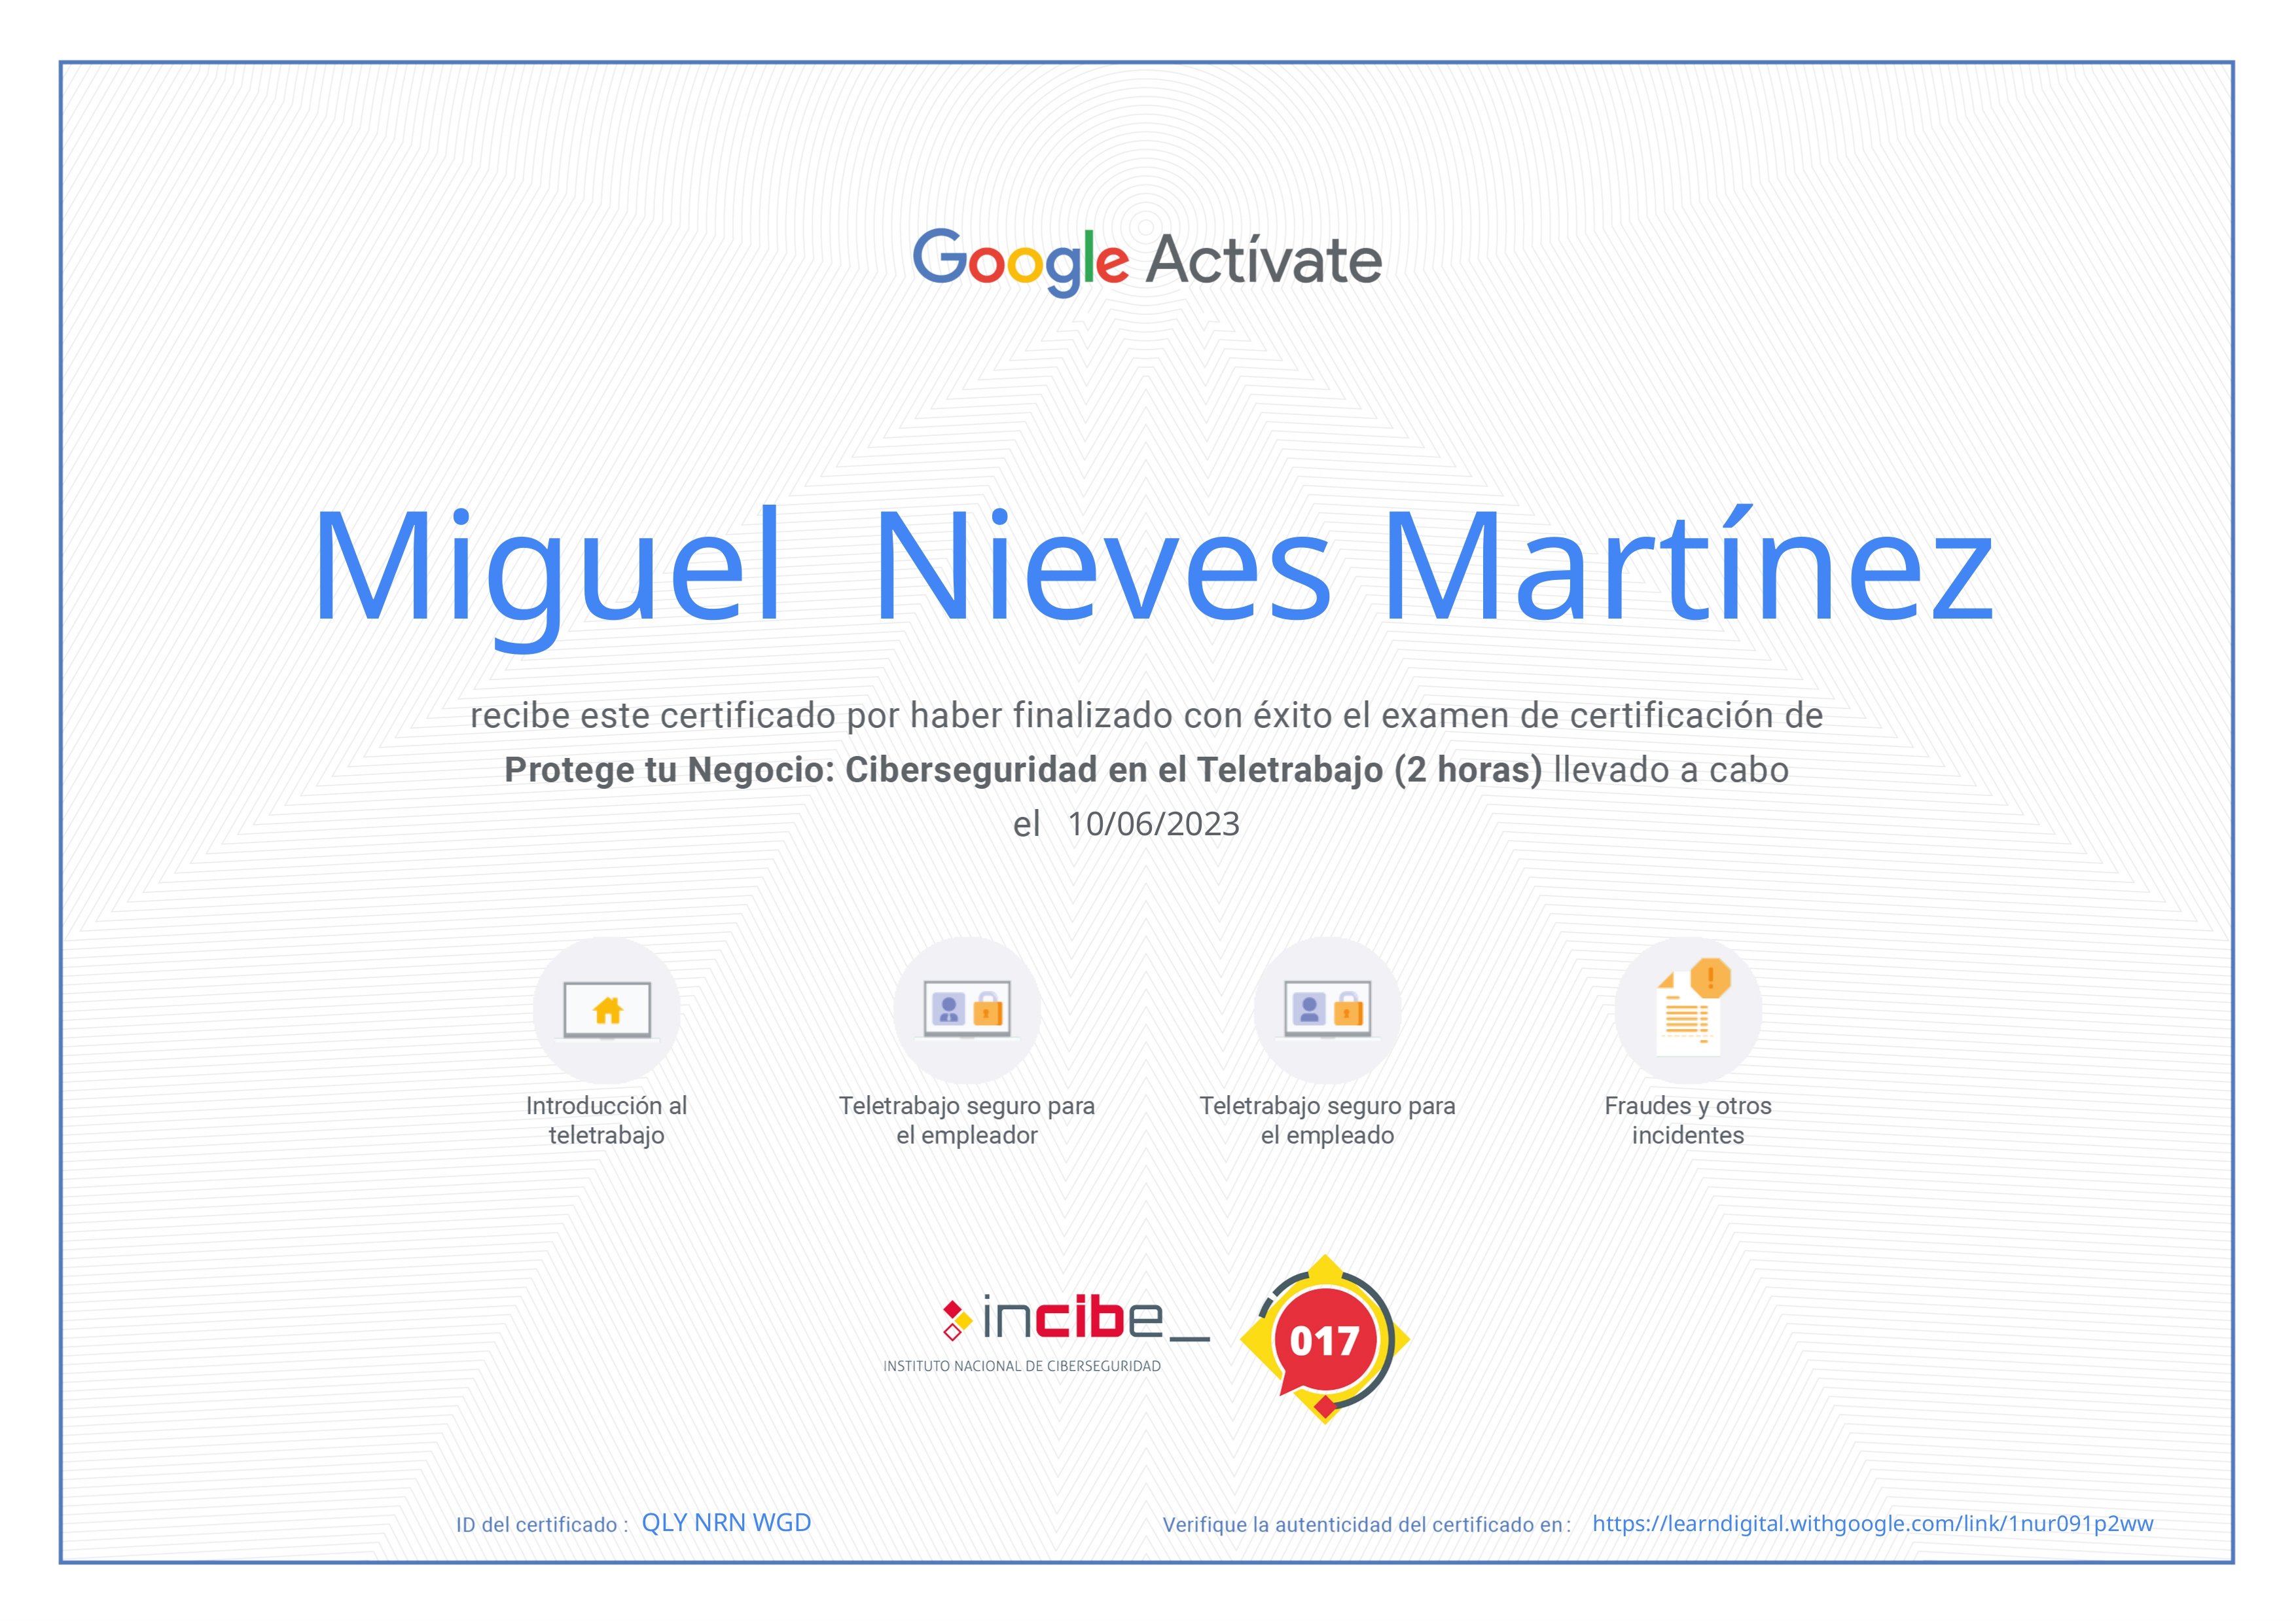 Google Actívate
Miguel Nieves Martínez
recibe este certificado por haber finalizado con éxito el examen de certificación de
Protege tu Negocio: Ciberseguridad en el Teletrabajo (2 horas) llevado a cabo
el 10/06/2023
Introducción al
teletrabajo
Teletrabajo seguro para
el empleador
Teletrabajo seguro para
el empleado
Fraudes y otros
incidentes
incibe_
INSTITUTO NACIONAL DE CIBERSEGURIDAD
017
ID del certificado : QLY NRN WGD
Verifique la autenticidad del certificado en : https://learndigital.withgoogle.com/link/1nur091p2ww